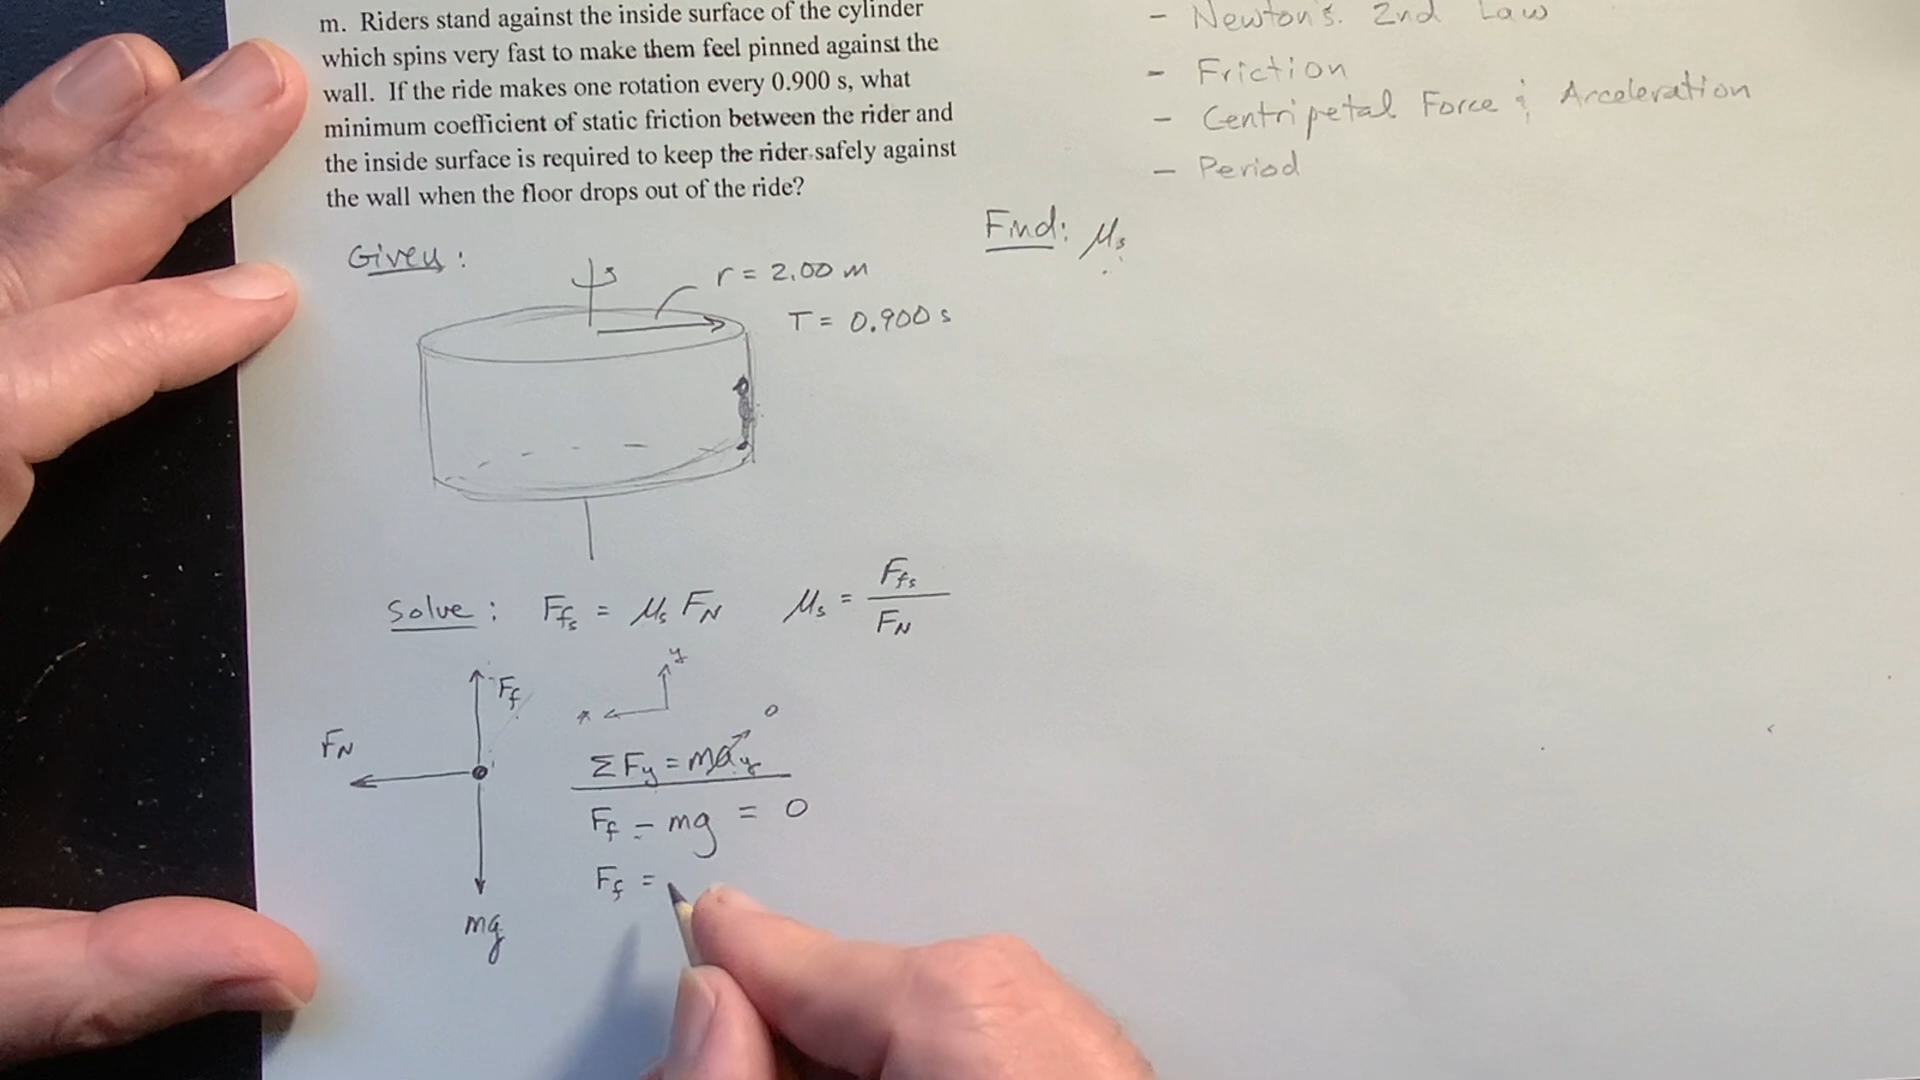 m. Riders stand against the inside surface of the cylinder
which spins very fast to make them feel pinned against the
wall. If the ride makes one rotation every 0.900 s, what
minimum coefficient of static friction between the rider and
the inside surface is required to keep the rider safely against
the wall when the floor drops out of the ride?
- Newton's. 2nd Law
- Friction
- Centripetal Force & Acceleration
- Period
Find: μs
Given:
r = 2.00 m
T = 0.900 s
Solve: Ffs = μs FN μs = Ffs / FN
Ff
FN
mg
y
x
0
ΣFy = may
Ff - mg = 0
Ff =